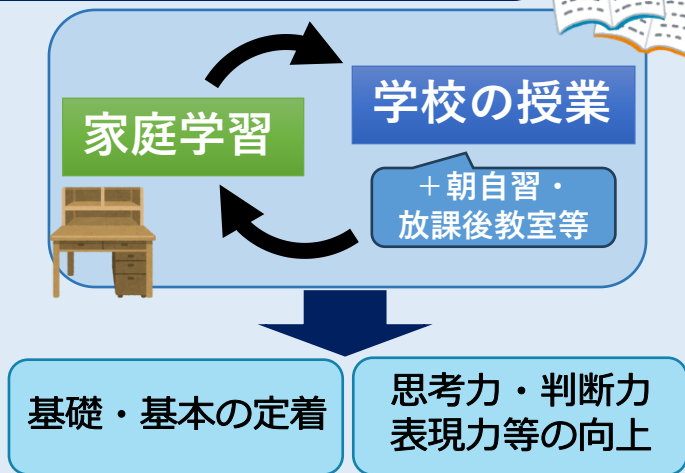 家庭学習
学校の授業
＋朝自習・
放課後教室等
基礎・基本の定着
思考力・判断力
表現力等の向上